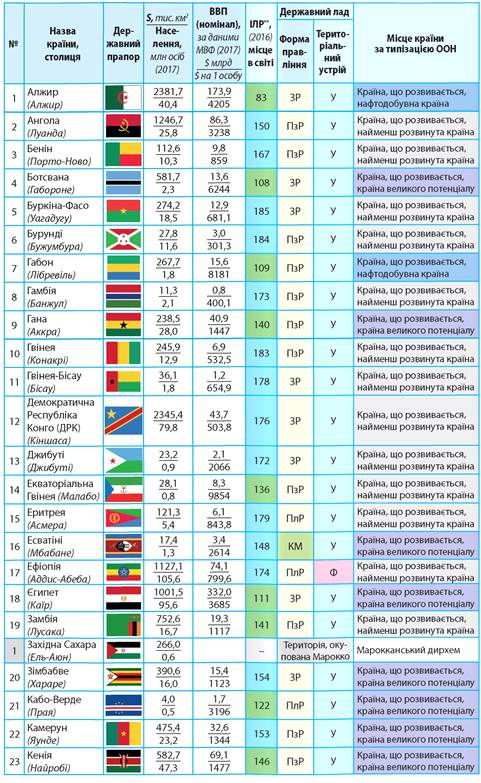 №
Назва країни, столиця
Державний прапор
S, тис. км²
Населення, млн осіб (2017)
ВВП (номінал), за даними МВФ (2017)
$ млрд
$ на 1 особу
ІЛР***, (2016) місце в світі
Державний лад
Форма правління
Територіальний устрій
Місце країни за типізацією ООН
1 Алжир (Алжир) 2381,7 40,4 173,9 4205 83 ЗР У Країна, що розвивається, нафтодобувна країна
2 Ангола (Луанда) 1246,7 25,8 86,3 3238 150 ПзР У Країна, що розвивається, найменш розвинута країна
3 Бенін (Порто-Ново) 112,6 10,3 9,8 859 167 ПзР У Країна, що розвивається, найменш розвинута країна
4 Ботсвана (Габороне) 581,7 2,3 13,6 6244 108 ЗР У Країна, що розвивається, країна великого потенціалу
5 Буркіна-Фасо (Уагадугу) 274,2 18,5 12,9 681,1 185 ЗР У Країна, що розвивається, найменш розвинута країна
6 Бурунді (Бужумбура) 27,8 11,6 3,0 301,3 184 ПзР У Країна, що розвивається, найменш розвинута країна
7 Габон (Лібревіль) 267,7 1,8 15,6 8181 109 ПзР У Країна, що розвивається, нафтодобувна країна
8 Гамбія (Банжул) 11,3 2,1 0,8 400,1 173 ПзР У Країна, що розвивається, найменш розвинута країна
9 Гана (Аккра) 238,5 28,0 40,9 1447 140 ПзР У Країна, що розвивається, країна великого потенціалу
10 Гвінея (Конакрі) 245,9 12,9 6,9 532,5 183 ПзР У Країна, що розвивається, найменш розвинута країна
11 Гвінея-Бісау (Бісау) 36,1 1,8 1,2 654,9 178 ЗР У Країна, що розвивається, найменш розвинута країна
12 Демократична Республіка Конго (ДРК) (Кіншаса) 2345,4 79,8 43,7 503,8 176 ЗР У Країна, що розвивається, найменш розвинута країна
13 Джибуті (Джибуті) 23,2 0,9 2,1 2066 172 ЗР У Країна, що розвивається, найменш розвинута країна
14 Екваторіальна Гвінея (Малабо) 28,1 0,8 8,3 9854 136 ПзР У Країна, що розвивається, країна великого потенціалу
15 Еритрея (Асмера) 121,3 5,4 6,1 843,8 179 ПлР У Країна, що розвивається, найменш розвинута країна
16 Есватіні (Мбабане) 17,4 1,3 3,4 2614 148 КМ У Країна, що розвивається, країна великого потенціалу
17 Ефіопія (Аддис-Абеба) 1127,1 105,6 74,1 799,6 174 ПлР Ф Країна, що розвивається, найменш розвинута країна
18 Єгипет (Каїр) 1001,5 95,6 332,0 3685 111 ЗР У Країна, що розвивається, країна великого потенціалу
19 Замбія (Лусака) 752,6 16,7 19,3 1117 141 ПзР У Країна, що розвивається, найменш розвинута країна
1 Західна Сахара (Ель-Аюн) 266,0 0,6 – Територія, окупована Марокко Марокканський дирхем
20 Зімбабве (Хараре) 390,6 16,0 15,4 1123 154 ЗР У Країна, що розвивається, країна великого потенціалу
21 Кабо-Верде (Прая) 4,0 0,5 1,7 3196 122 ПлР У Країна, що розвивається, країна великого потенціалу
22 Камерун (Яунде) 475,4 23,2 32,6 1344 153 ПзР У Країна, що розвивається, країна великого потенціалу
23 Кенія (Найробі) 582,7 47,3 69,1 1477 146 ПзР У Країна, що розвивається, країна великого потенціалу